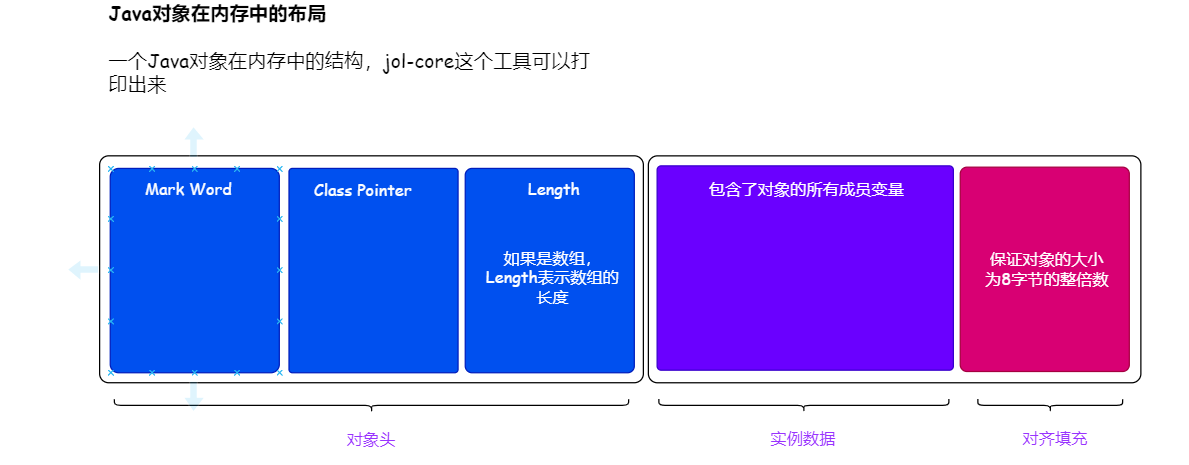 Java对象在内存中的布局
一个Java对象在内存中的结构，jol-core这个工具可以打
印出来
Mark Word
Class Pointer
Length
如果是数组，
Length表示数组的
长度
包含了对象的所有成员变量
保证对象的大小
为8字节的整倍数
对象头
实例数据
对齐填充